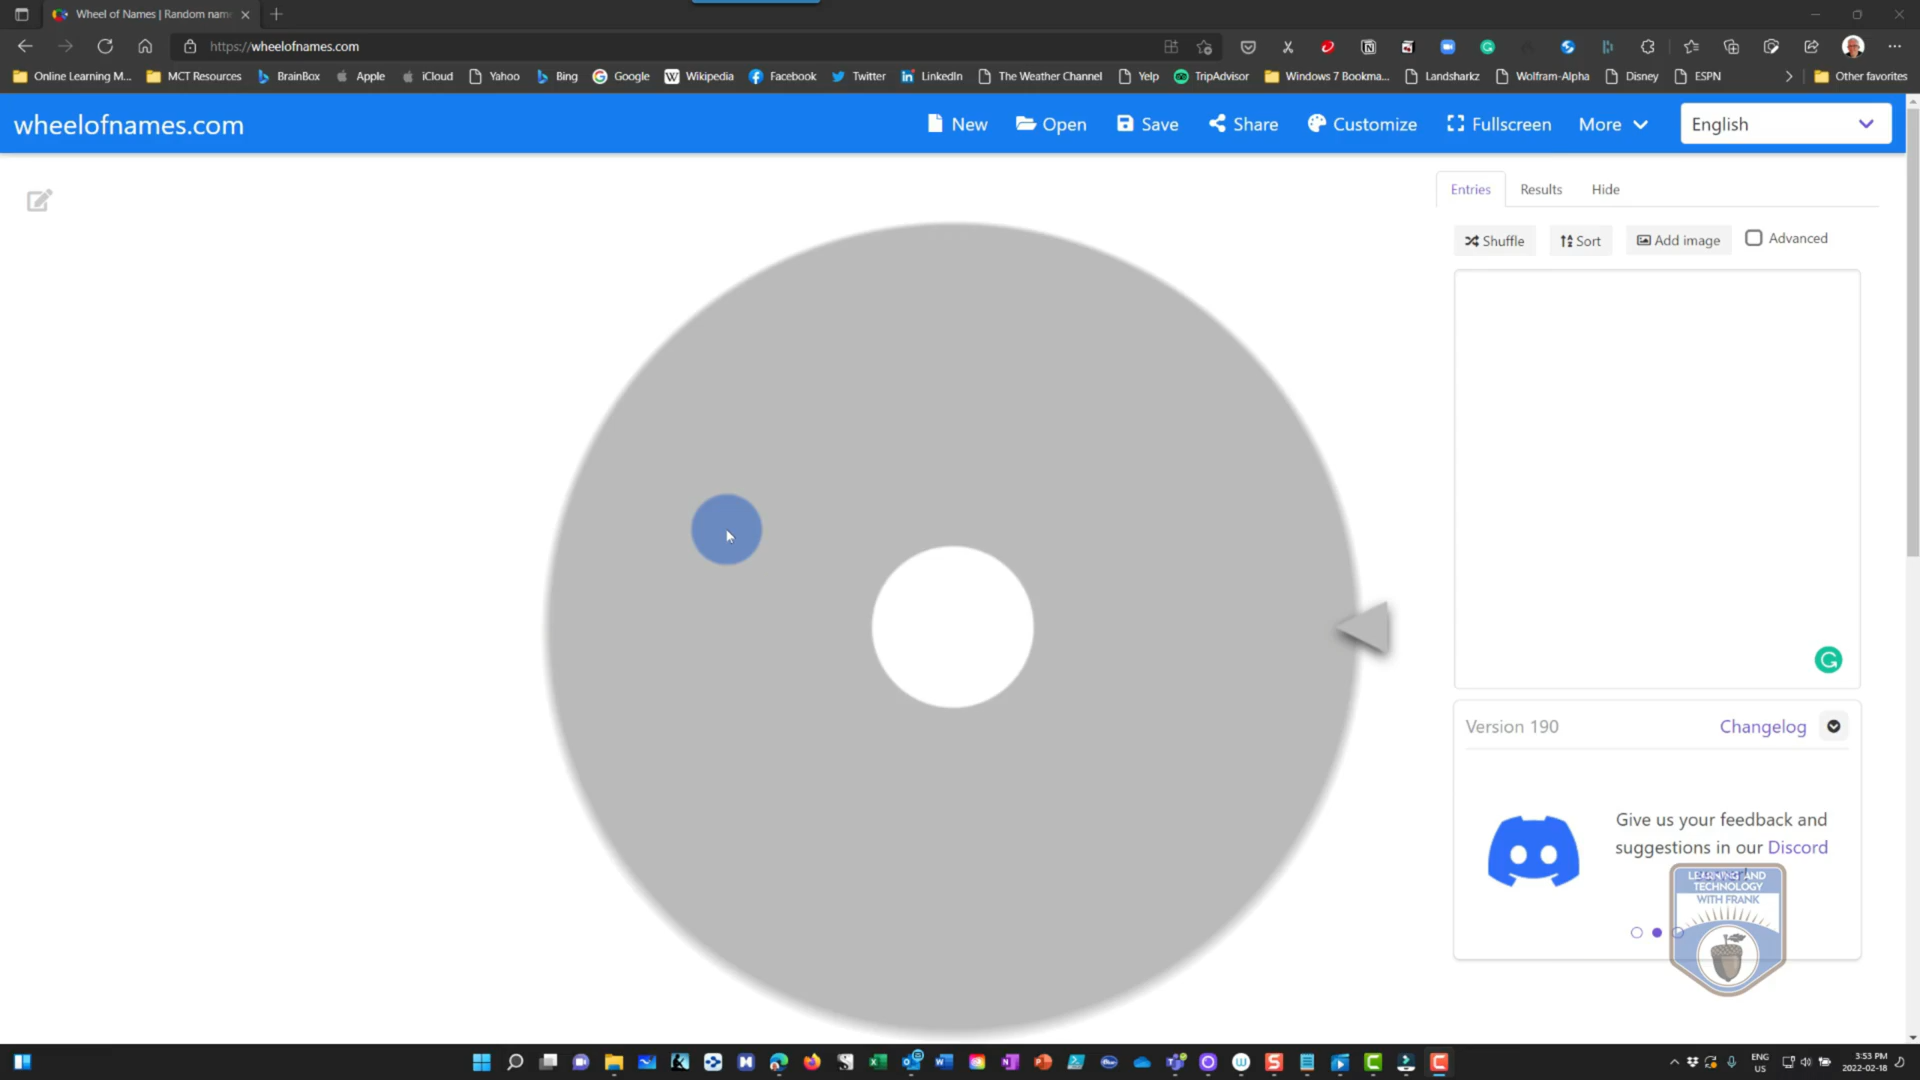 Wheel of Names | Random nam
https://wheelofnames.com
Online Learning M...
MCT Resources
BrainBox
Apple
iCloud
Yahoo
Bing
Google
Wikipedia
Facebook
Twitter
LinkedIn
The Weather Channel
Yelp
TripAdvisor
Windows 7 Bookma...
Landsharkz
Wolfram-Alpha
Disney
ESPN
Other favorites
wheelofnames.com
New
Open
Save
Share
Customize
Fullscreen
More
English
Entries
Results
Hide
Shuffle
Sort
Add image
Advanced
Version 190
Changelog
Give us your feedback and
suggestions in our Discord
LEARNING AND
TECHNOLOGY
WITH FRANK
ENG
US
3:53 PM
2022-02-18